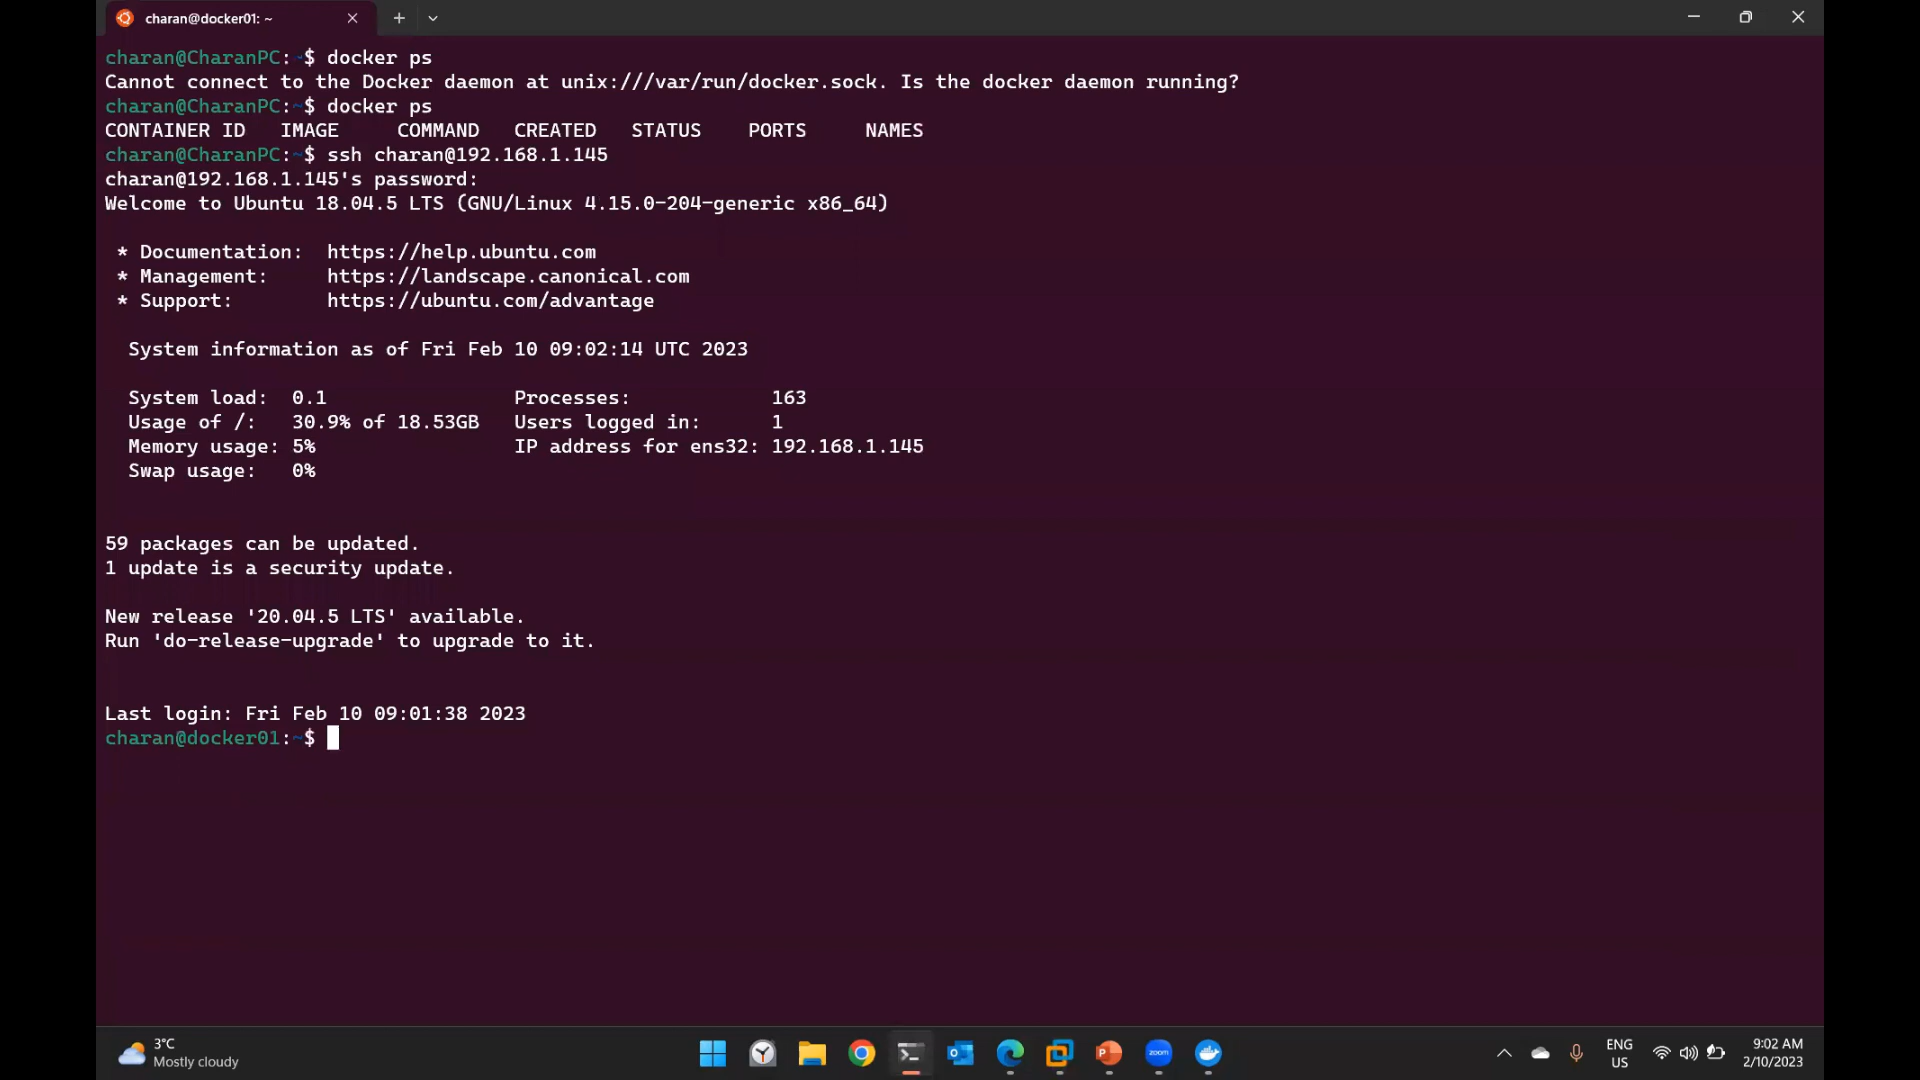 charan@docker01: ~
charan@CharanPC:~$ docker ps
Cannot connect to the Docker daemon at unix:///var/run/docker.sock. Is the docker daemon running?
charan@CharanPC:~$ docker ps
CONTAINER ID   IMAGE     COMMAND   CREATED   STATUS    PORTS     NAMES
charan@CharanPC:~$ ssh charan@192.168.1.145
charan@192.168.1.145's password:
Welcome to Ubuntu 18.04.5 LTS (GNU/Linux 4.15.0-204-generic x86_64)
 * Documentation:  https://help.ubuntu.com
 * Management:     https://landscape.canonical.com
 * Support:        https://ubuntu.com/advantage
  System information as of Fri Feb 10 09:02:14 UTC 2023
  System load:  0.1                Processes:            163
  Usage of /:   30.9% of 18.53GB   Users logged in:      1
  Memory usage: 5%                 IP address for ens32: 192.168.1.145
  Swap usage:   0%
59 packages can be updated.
1 update is a security update.
New release '20.04.5 LTS' available.
Run 'do-release-upgrade' to upgrade to it.
Last login: Fri Feb 10 09:01:38 2023
charan@docker01:~$
3°C
Mostly cloudy
zoom
ENG
US
9:02 AM
2/10/2023